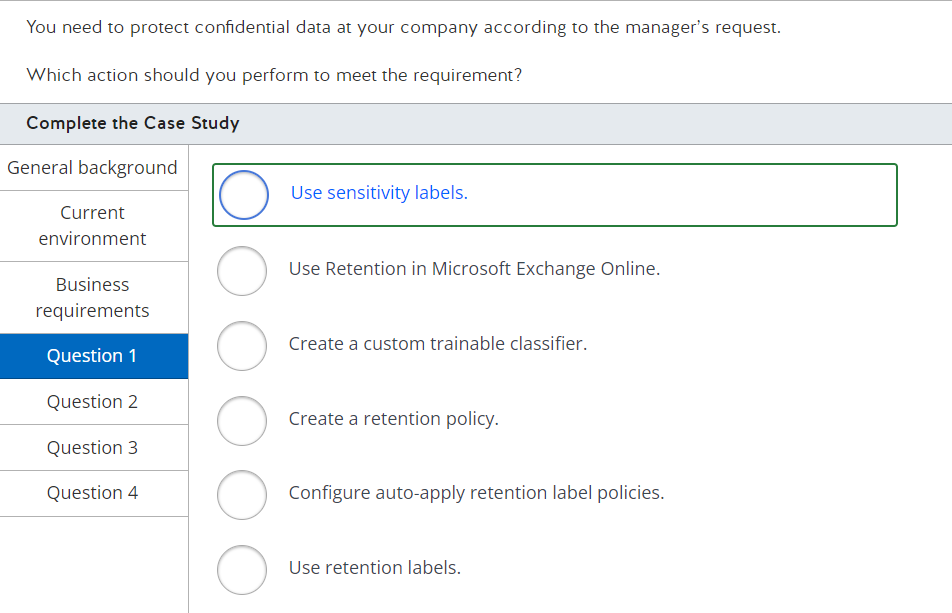 You need to protect confidential data at your company according to the manager's request.
Which action should you perform to meet the requirement?
Complete the Case Study
General background
Current
environment
Business
requirements
Question 1
Question 2
Question 3
Question 4
Use sensitivity labels.
Use Retention in Microsoft Exchange Online.
Create a custom trainable classifier.
Create a retention policy.
Configure auto-apply retention label policies.
Use retention labels.